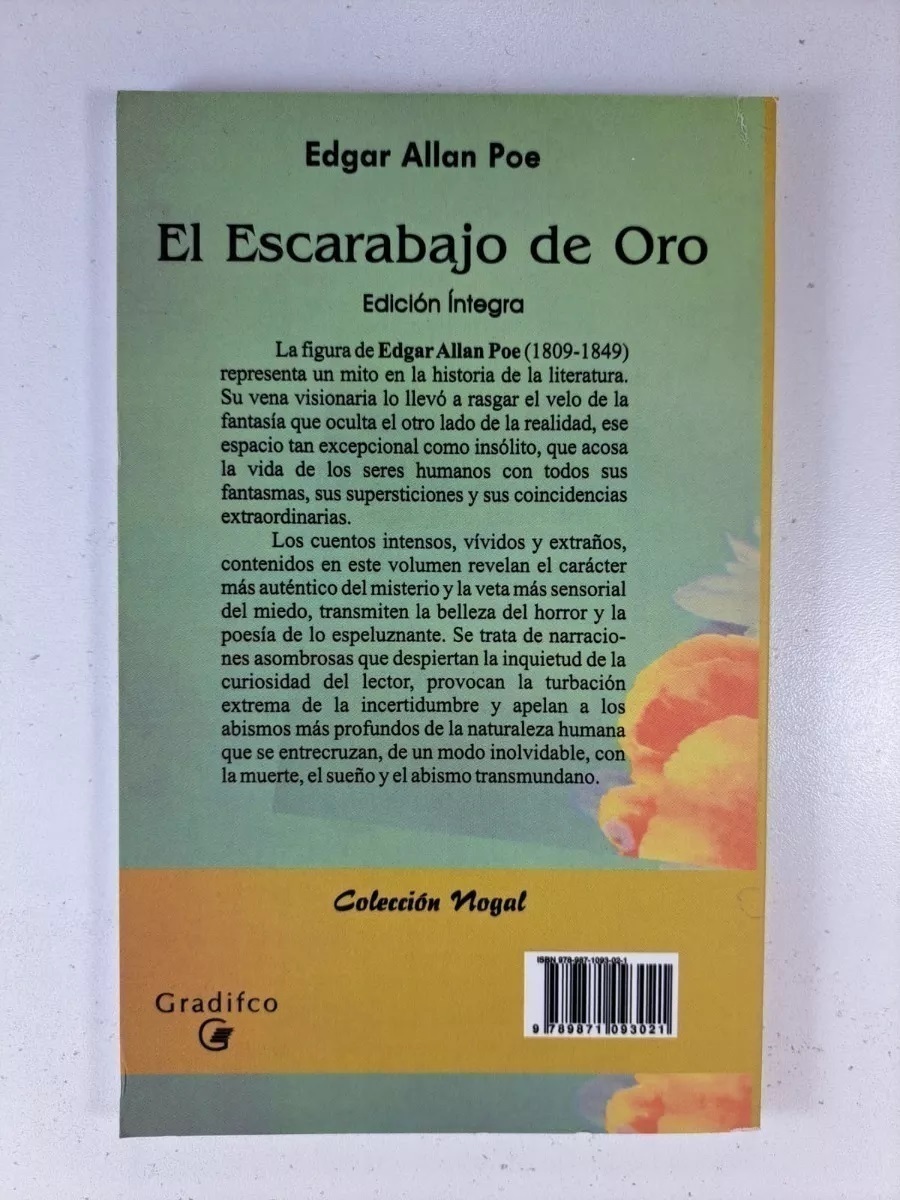 Edgar Allan Poe
El Escarabajo de Oro
Edición Íntegra
La figura de Edgar Allan Poe (1809-1849)
representa un mito en la historia de la literatura.
Su vena visionaria lo llevó a rasgar el velo de la
fantasía que oculta el otro lado de la realidad, ese
espacio tan excepcional como insólito, que acosa
la vida de los seres humanos con todos sus
fantasmas, sus supersticiones y sus coincidencias
extraordinarias.
Los cuentos intensos, vívidos y extraños,
contenidos en este volumen revelan el carácter
más auténtico del misterio y la veta más sensorial
del miedo, transmiten la belleza del horror y la
poesía de lo espeluznante. Se trata de narracio-
nes asombrosas que despiertan la inquietud de la
curiosidad del lector, provocan la turbación
extrema de la incertidumbre y apelan a los
abismos más profundos de la naturaleza humana
que se entrecruzan, de un modo inolvidable, con
la muerte, el sueño y el abismo transmundano.
Colección Nogal
ISBN 978-987-1093-02-1
Gradifco
9 789871 093021